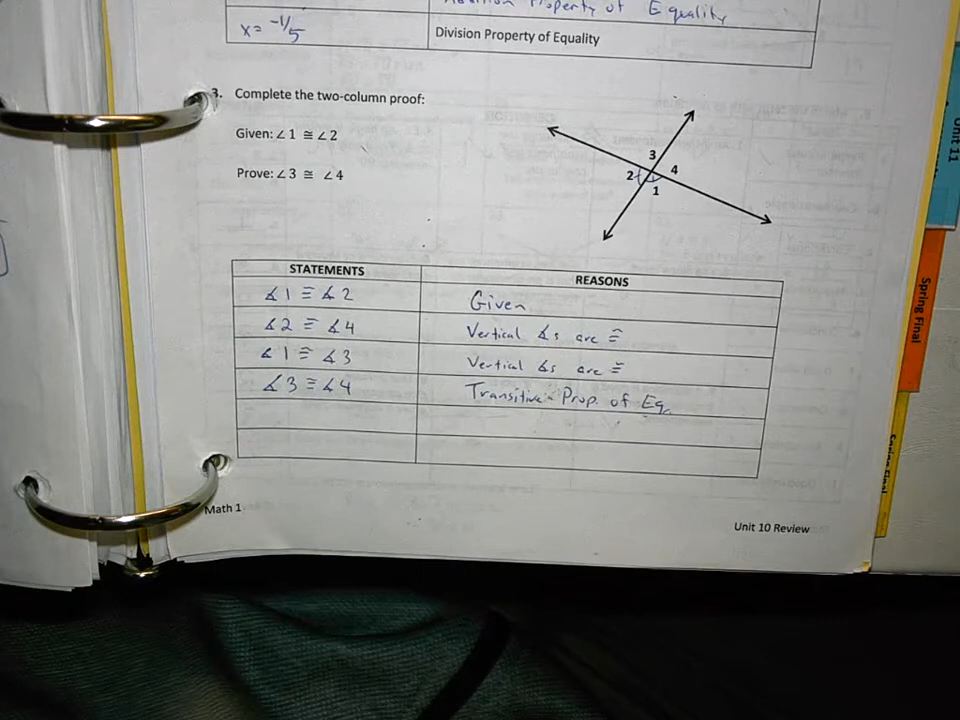 Addition Property of Equality
x = -1/5
Division Property of Equality
3. Complete the two-column proof:
Given: ∠1 ≅ ∠2
Prove: ∠3 ≅ ∠4
3
4
2
1
STATEMENTS REASONS
∡1 ≅ ∡2 Given
∡2 ≅ ∡4 Vertical ∡s are ≅
∡1 ≅ ∡3 Vertical ∡s are ≅
∡3 ≅ ∡4 Transitive Prop. of Eq.
Math 1
Unit 10 Review
Unit 11
Spring Final